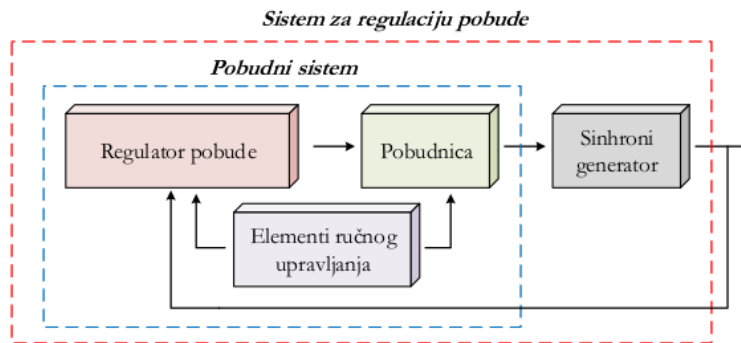 Sistem za regulaciju pobude
Pobudni sistem
Regulator pobude
Pobudnica
Sinhroni
generator
Elementi ručnog
upravljanja